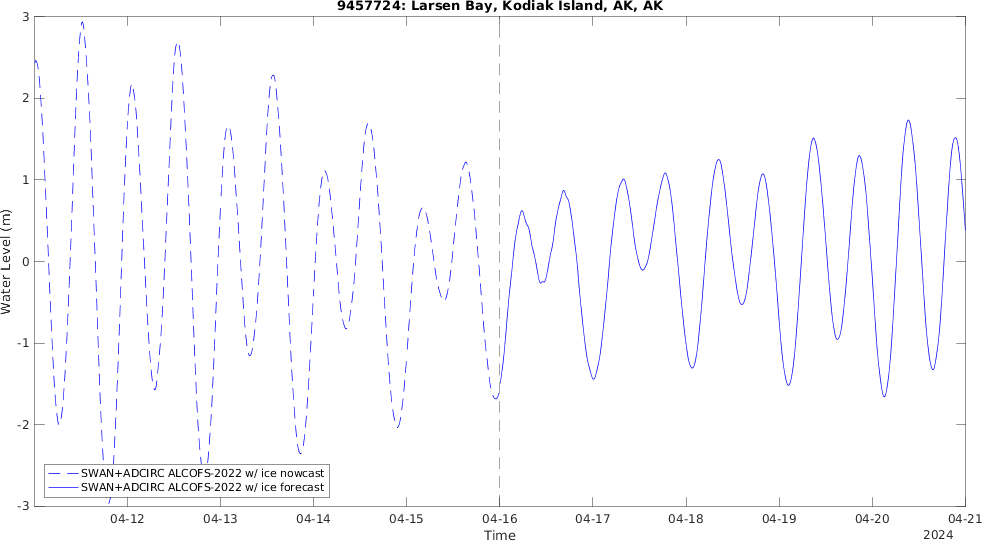 9457724: Larsen Bay, Kodiak Island, AK, AK
3
2
1
0
-1
-2
-3
Water Level (m)
SWAN+ADCIRC ALCOFS-2022 w/ ice nowcast
SWAN+ADCIRC ALCOFS-2022 w/ ice forecast
04-12 04-13 04-14 04-15 04-16 04-17 04-18 04-19 04-20 04-21
Time
2024